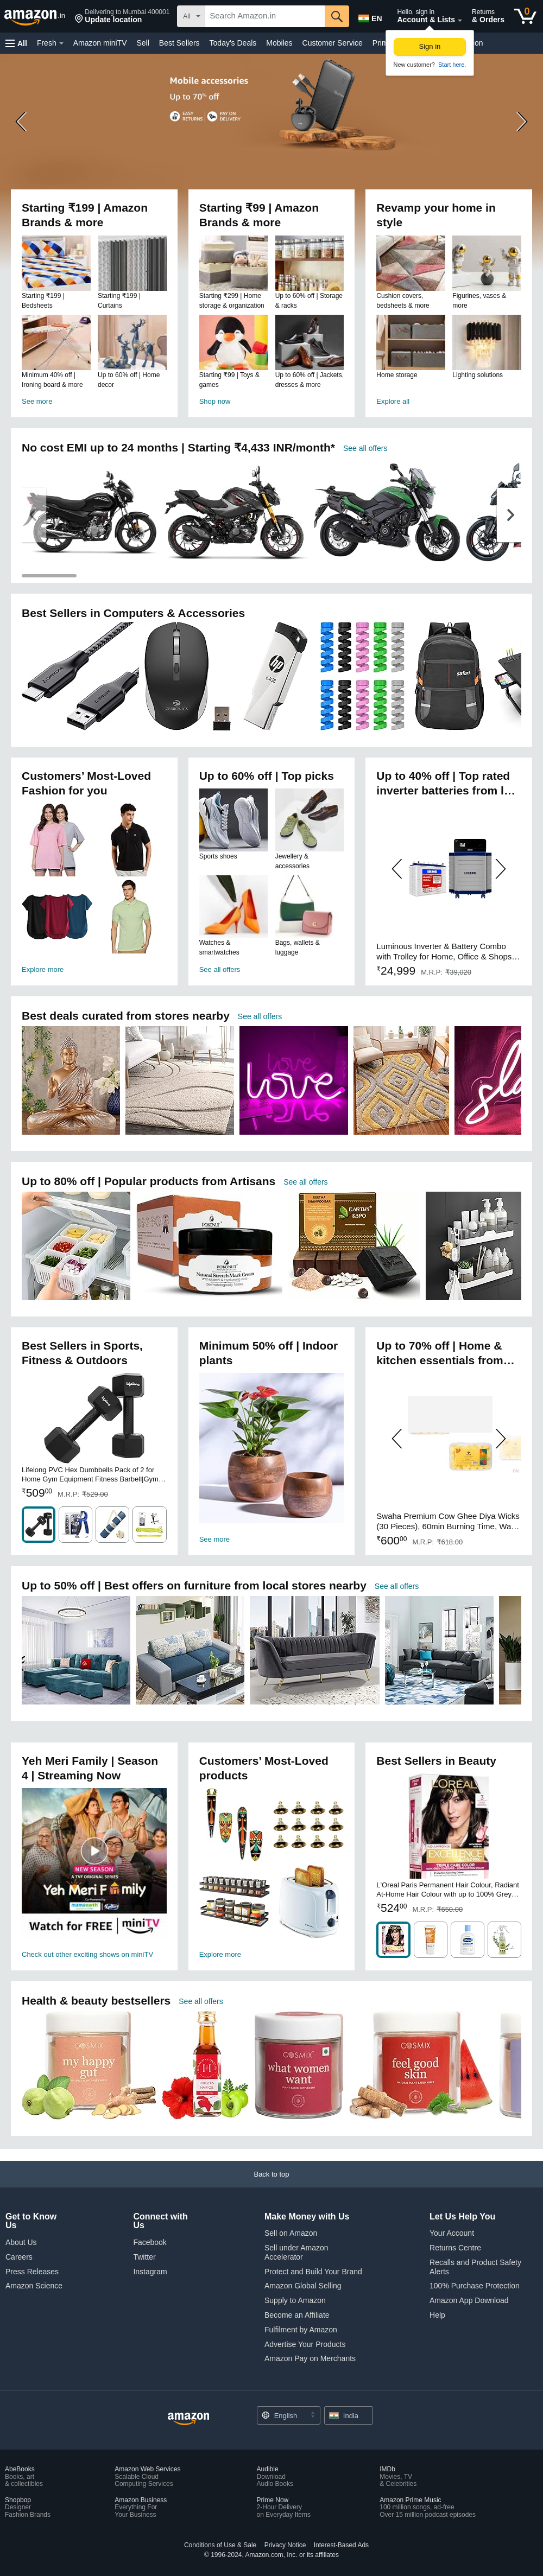 amazon.in
Delivering to Mumbai 400001
Update location
All
Search Amazon.in
EN
Hello, sign in
Account & Lists
Returns
& Orders
0
All
Fresh
Amazon miniTV
Sell
Best Sellers
Today's Deals
Mobiles
Customer Service
Sign in
New customer? Start here.
Mobile accessories
Up to 70% off
EASY RETURNS
PAY ON DELIVERY
Starting ₹199 | Amazon
Brands & more
Starting ₹199 |
Bedsheets
Starting ₹199 |
Curtains
Minimum 40% off |
Ironing board & more
Up to 60% off | Home
decor
See more
Starting ₹99 | Amazon
Brands & more
Starting ₹299 | Home
storage & organization
Up to 60% off | Storage
& racks
Starting ₹99 | Toys &
games
Up to 60% off | Jackets,
dresses & more
Shop now
Revamp your home in
style
Cushion covers,
bedsheets & more
Figurines, vases &
more
Home storage
Lighting solutions
Explore all
No cost EMI up to 24 months | Starting ₹4,433 INR/month*
See all offers
Best Sellers in Computers & Accessories
hp
64GB
safari
Customers' Most-Loved
Fashion for you
Explore more
Up to 60% off | Top picks
Sports shoes
Jewellery &
accessories
Watches &
smartwatches
Bags, wallets &
luggage
See all offers
Up to 40% off | Top rated
inverter batteries from l…
Luminous Inverter & Battery Combo
with Trolley for Home, Office & Shops…
₹24,999 M.R.P: ₹39,020
Best deals curated from stores nearby
See all offers
love
Up to 80% off | Popular products from Artisans
See all offers
POKONUT
Natural Stretch Mark Cream
EARTHY SAPO
Best Sellers in Sports,
Fitness & Outdoors
Lifelong PVC Hex Dumbbells Pack of 2 for
Home Gym Equipment Fitness Barbell|Gym…
₹509.00 M.R.P: ₹529.00
Minimum 50% off | Indoor
plants
See more
Up to 70% off | Home &
kitchen essentials from…
Swaha Premium Cow Ghee Diya Wicks
(30 Pieces), 60min Burning Time, Wa…
₹600.00 M.R.P: ₹618.00
Up to 50% off | Best offers on furniture from local stores nearby
See all offers
Yeh Meri Family | Season
4 | Streaming Now
NEW SEASON
A TVF ORIGINAL SERIES
Yeh Meri Family
Watch for FREE | miniTV
Check out other exciting shows on miniTV
Customers' Most-Loved
products
Explore more
Best Sellers in Beauty
L'ORÉAL
EXCELLENCE
TRIPLE CARE COLOR
L'Oreal Paris Permanent Hair Colour, Radiant
At-Home Hair Colour with up to 100% Grey…
₹524.00 M.R.P: ₹650.00
Health & beauty bestsellers
See all offers
COSMIX
my happy
gut
COSMIX
what women
want
COSMIX
feel good
skin
Back to top
Get to Know
Us
About Us
Careers
Press Releases
Amazon Science
Connect with
Us
Facebook
Twitter
Instagram
Make Money with Us
Sell on Amazon
Sell under Amazon
Accelerator
Protect and Build Your Brand
Amazon Global Selling
Supply to Amazon
Become an Affiliate
Fulfilment by Amazon
Advertise Your Products
Amazon Pay on Merchants
Let Us Help You
Your Account
Returns Centre
Recalls and Product Safety
Alerts
100% Purchase Protection
Amazon App Download
Help
amazon
English
India
AbeBooks
Books, art
& collectibles
Amazon Web Services
Scalable Cloud
Computing Services
Audible
Download
Audio Books
IMDb
Movies, TV
& Celebrities
Shopbop
Designer
Fashion Brands
Amazon Business
Everything For
Your Business
Prime Now
2-Hour Delivery
on Everyday Items
Amazon Prime Music
100 million songs, ad-free
Over 15 million podcast episodes
Conditions of Use & Sale
Privacy Notice
Interest-Based Ads
© 1996-2024, Amazon.com, Inc. or its affiliates